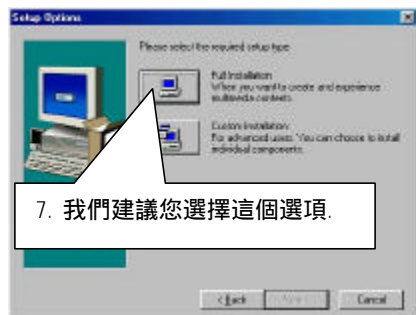 Setup Options
Please select the required setup type
Full Installation
When you want to create and experience
multimedia contents.
Custom Installation
For advanced users. You can choose to install
individual components.
7. 我們建議您選擇這個選項.
< Back
Cancel